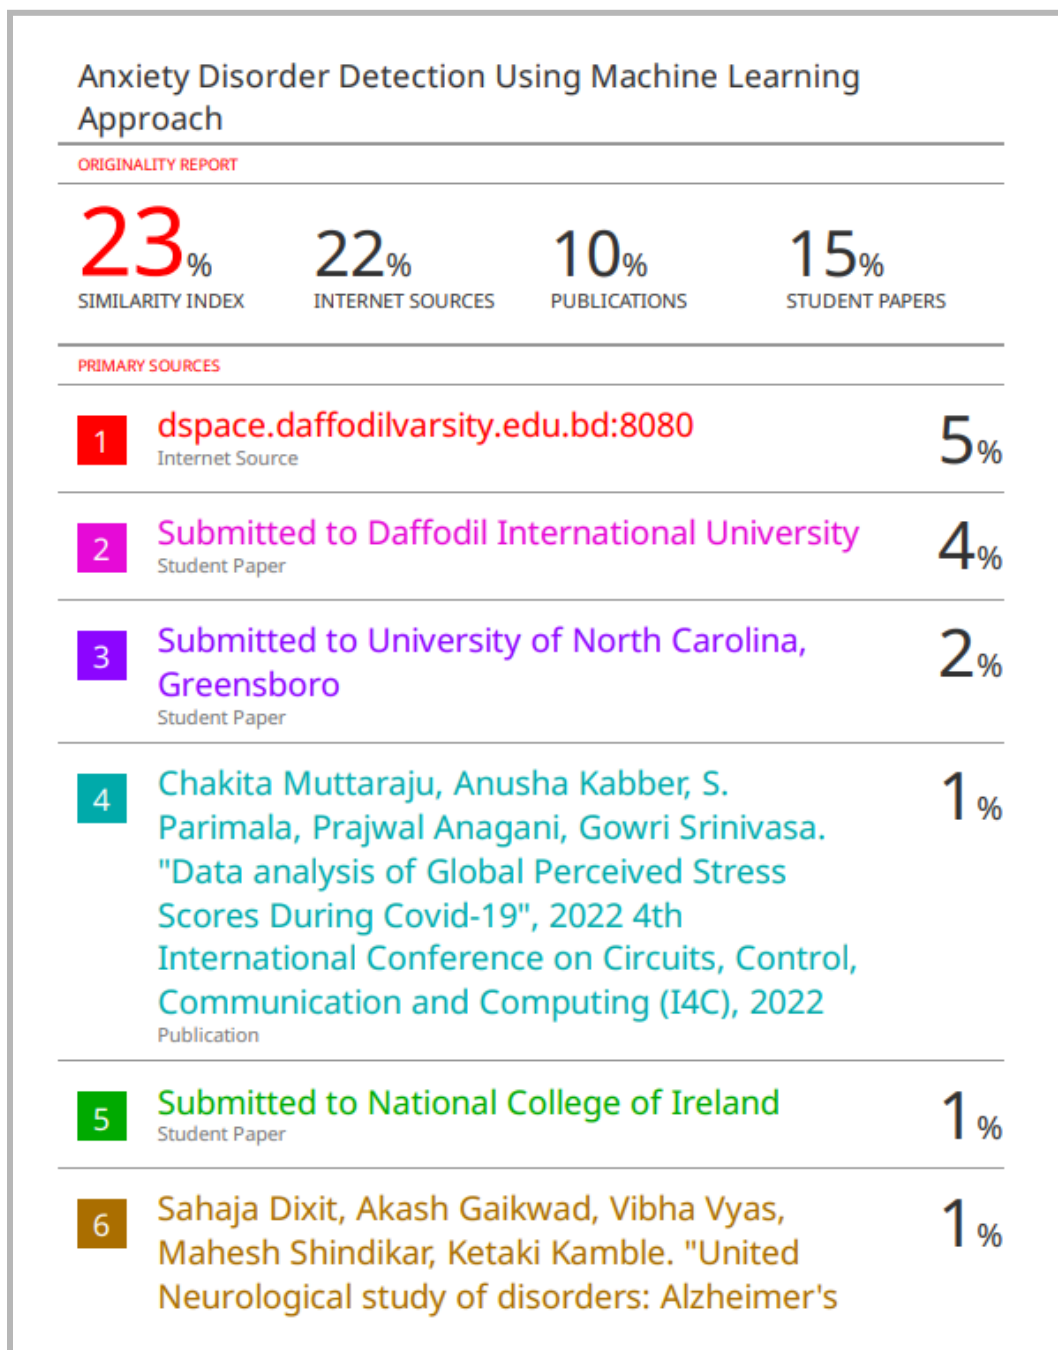 Anxiety Disorder Detection Using Machine Learning
Approach
ORIGINALITY REPORT
23% 22% 10% 15%
SIMILARITY INDEX INTERNET SOURCES PUBLICATIONS STUDENT PAPERS
PRIMARY SOURCES
1 dspace.daffodilvarsity.edu.bd:8080 5%
Internet Source
2 Submitted to Daffodil International University 4%
Student Paper
3 Submitted to University of North Carolina, 2%
Greensboro
Student Paper
4 Chakita Muttaraju, Anusha Kabber, S. 1%
Parimala, Prajwal Anagani, Gowri Srinivasa.
"Data analysis of Global Perceived Stress
Scores During Covid-19", 2022 4th
International Conference on Circuits, Control,
Communication and Computing (I4C), 2022
Publication
5 Submitted to National College of Ireland 1%
Student Paper
6 Sahaja Dixit, Akash Gaikwad, Vibha Vyas, 1%
Mahesh Shindikar, Ketaki Kamble. "United
Neurological study of disorders: Alzheimer's